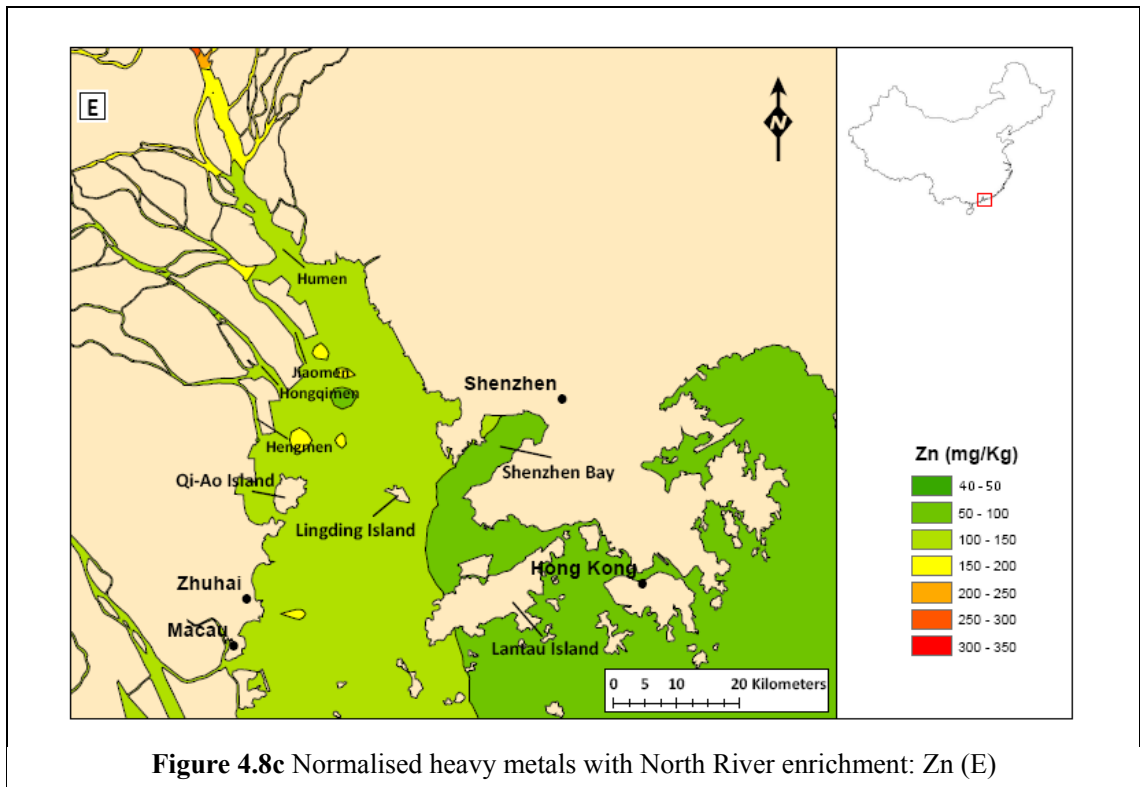 E
N
Humen
Jiaomen
Hongqimen
Hengmen
Qi-Ao Island
Lingding Island
Shenzhen
Shenzhen Bay
Zhuhai
Macau
Hong Kong
Lantau Island
0 5 10 20 Kilometers
Zn (mg/Kg)
40 - 50
50 - 100
100 - 150
150 - 200
200 - 250
250 - 300
300 - 350
Figure 4.8c Normalised heavy metals with North River enrichment: Zn (E)